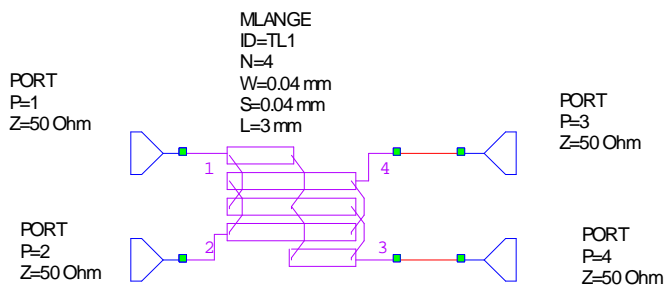 MLANGE
ID=TL1
N=4
W=0.04 mm
S=0.04 mm
L=3 mm
PORT
P=1
Z=50 Ohm
PORT
P=3
Z=50 Ohm
1
4
PORT
P=2
Z=50 Ohm
2
3
PORT
P=4
Z=50 Ohm